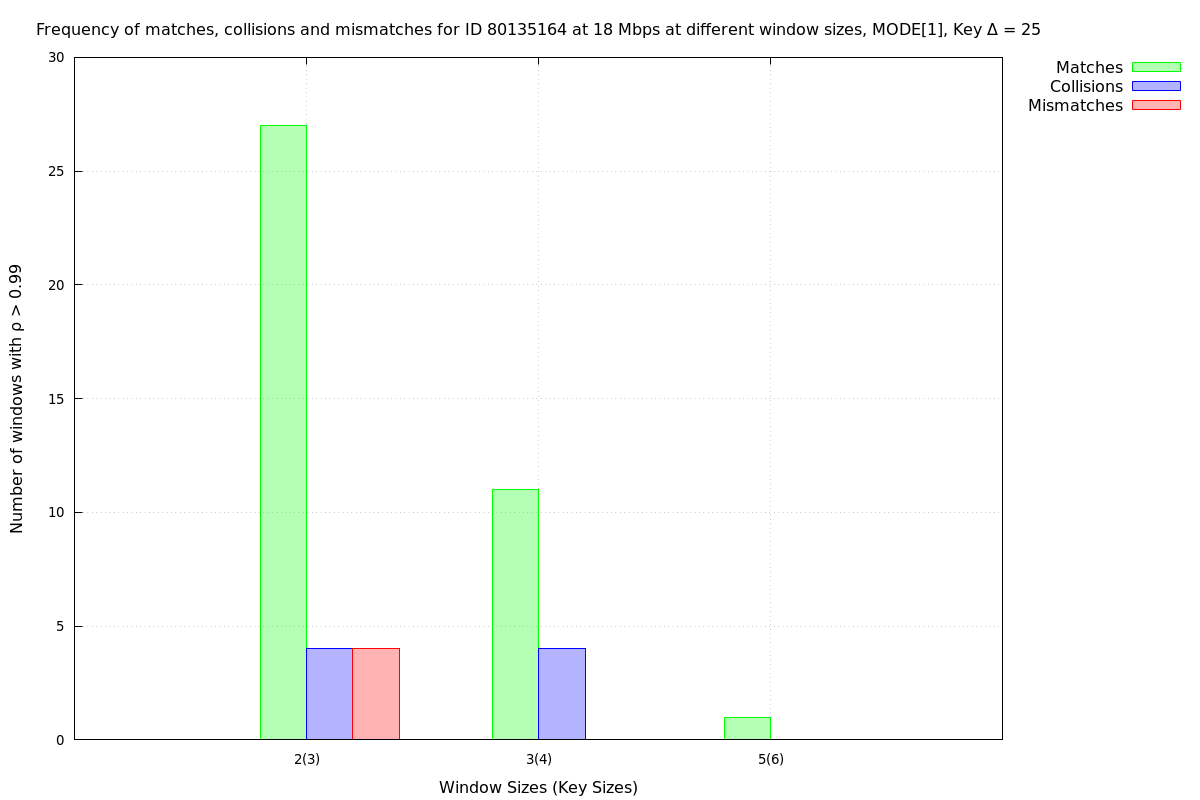 Frequency of matches, collisions and mismatches for ID 80135164 at 18 Mbps at different window sizes, MODE[1], Key Δ = 25
Matches
Collisions
Mismatches
Number of windows with ρ > 0.99
30
25
20
15
10
5
0
2(3)
3(4)
5(6)
Window Sizes (Key Sizes)